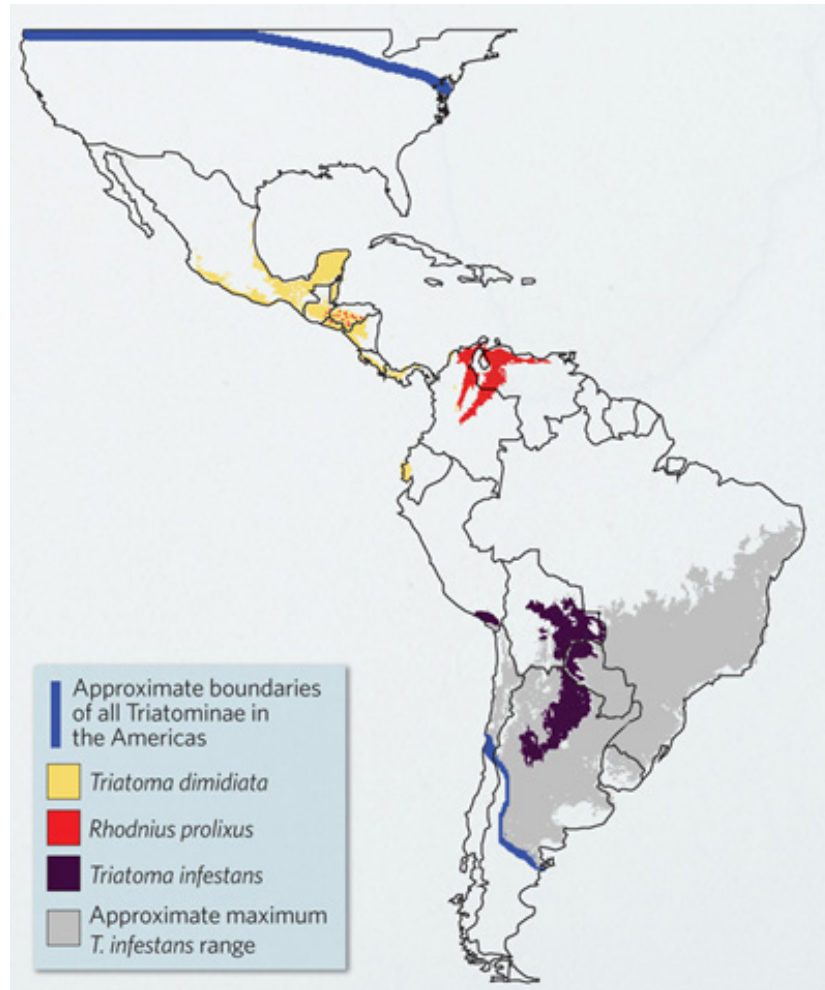 Approximate boundaries
of all Triatominae in
the Americas
Triatoma dimidiata
Rhodnius prolixus
Triatoma infestans
Approximate maximum
T. infestans range